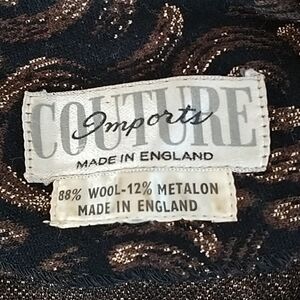 COUTURE
Imports
MADE IN ENGLAND
88% WOOL-12% METALON
MADE IN ENGLAND